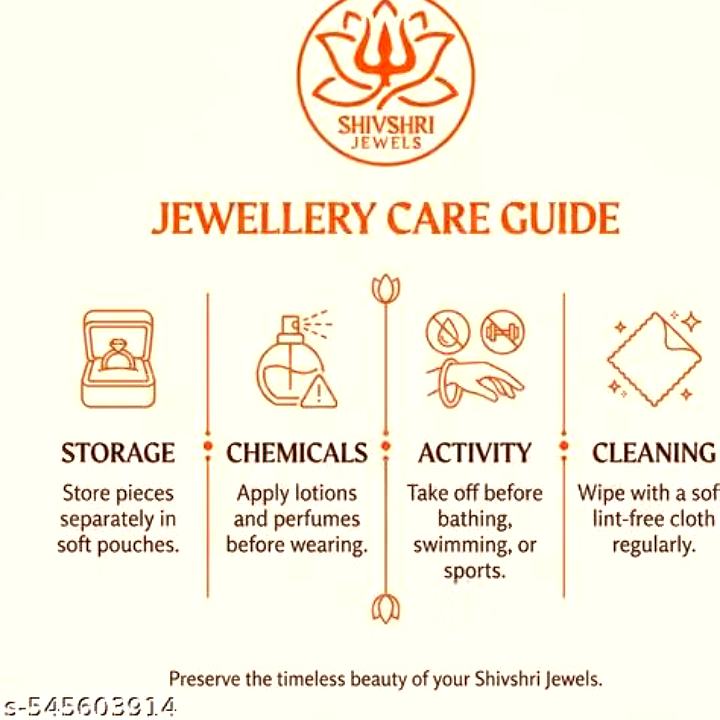 SHIVSHRI
JEWELS
JEWELLERY CARE GUIDE
STORAGE
Store pieces
separately in
soft pouches.
CHEMICALS
Apply lotions
and perfumes
before wearing.
ACTIVITY
Take off before
bathing,
swimming, or
sports.
CLEANING
Wipe with a sof
lint-free cloth
regularly.
Preserve the timeless beauty of your Shivshri Jewels.
s-545603914